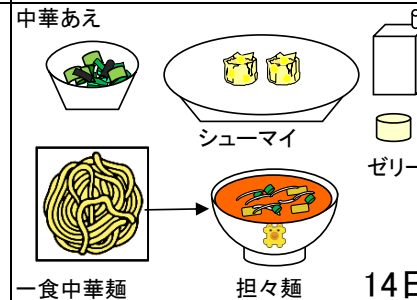 中華あえ
シューマイ
ゼリー
一食中華麺
担々麺
14日